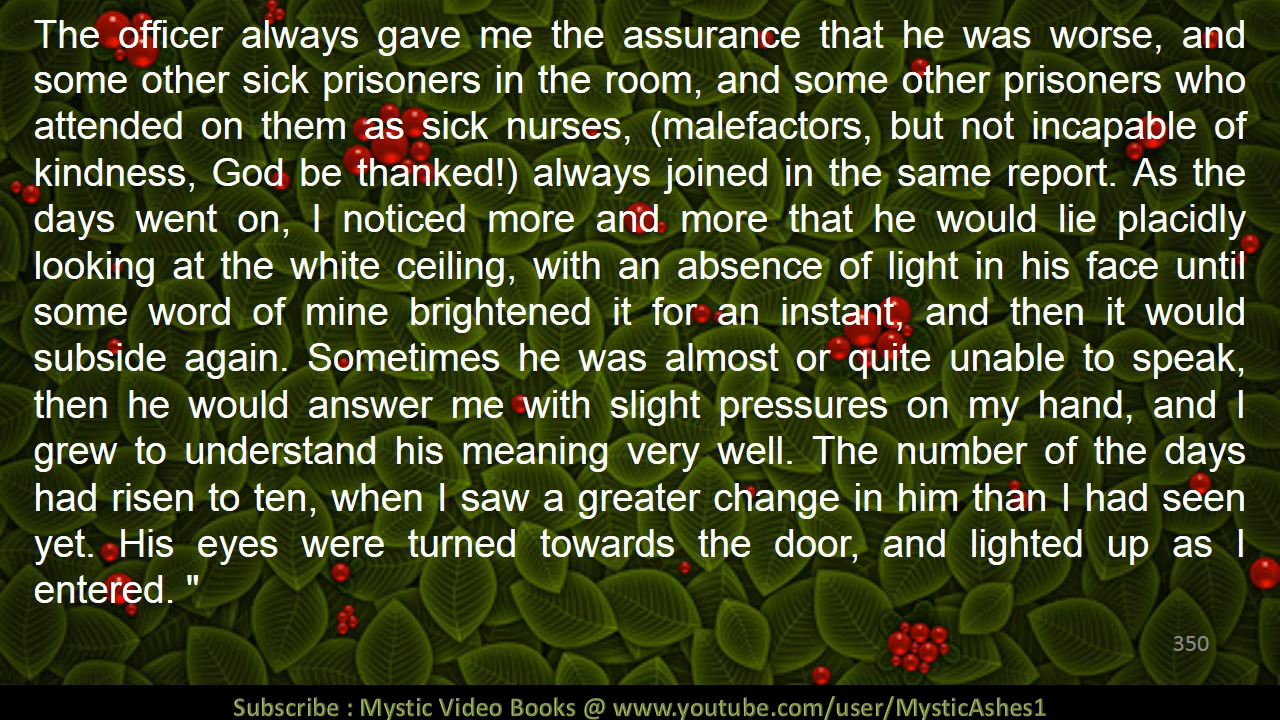 The officer always gave me the assurance that he was worse, and
some other sick prisoners in the room, and some other prisoners who
attended on them as sick nurses, (malefactors, but not incapable of
kindness, God be thanked!) always joined in the same report. As the
days went on, I noticed more and more that he would lie placidly
looking at the white ceiling, with an absence of light in his face until
some word of mine brightened it for an instant, and then it would
subside again. Sometimes he was almost or quite unable to speak,
then he would answer me with slight pressures on my hand, and I
grew to understand his meaning very well. The number of the days
had risen to ten, when I saw a greater change in him than I had seen
yet. His eyes were turned towards the door, and lighted up as I
entered. "
350
Subscribe : Mystic Video Books @ www.youtube.com/user/MysticAshes1